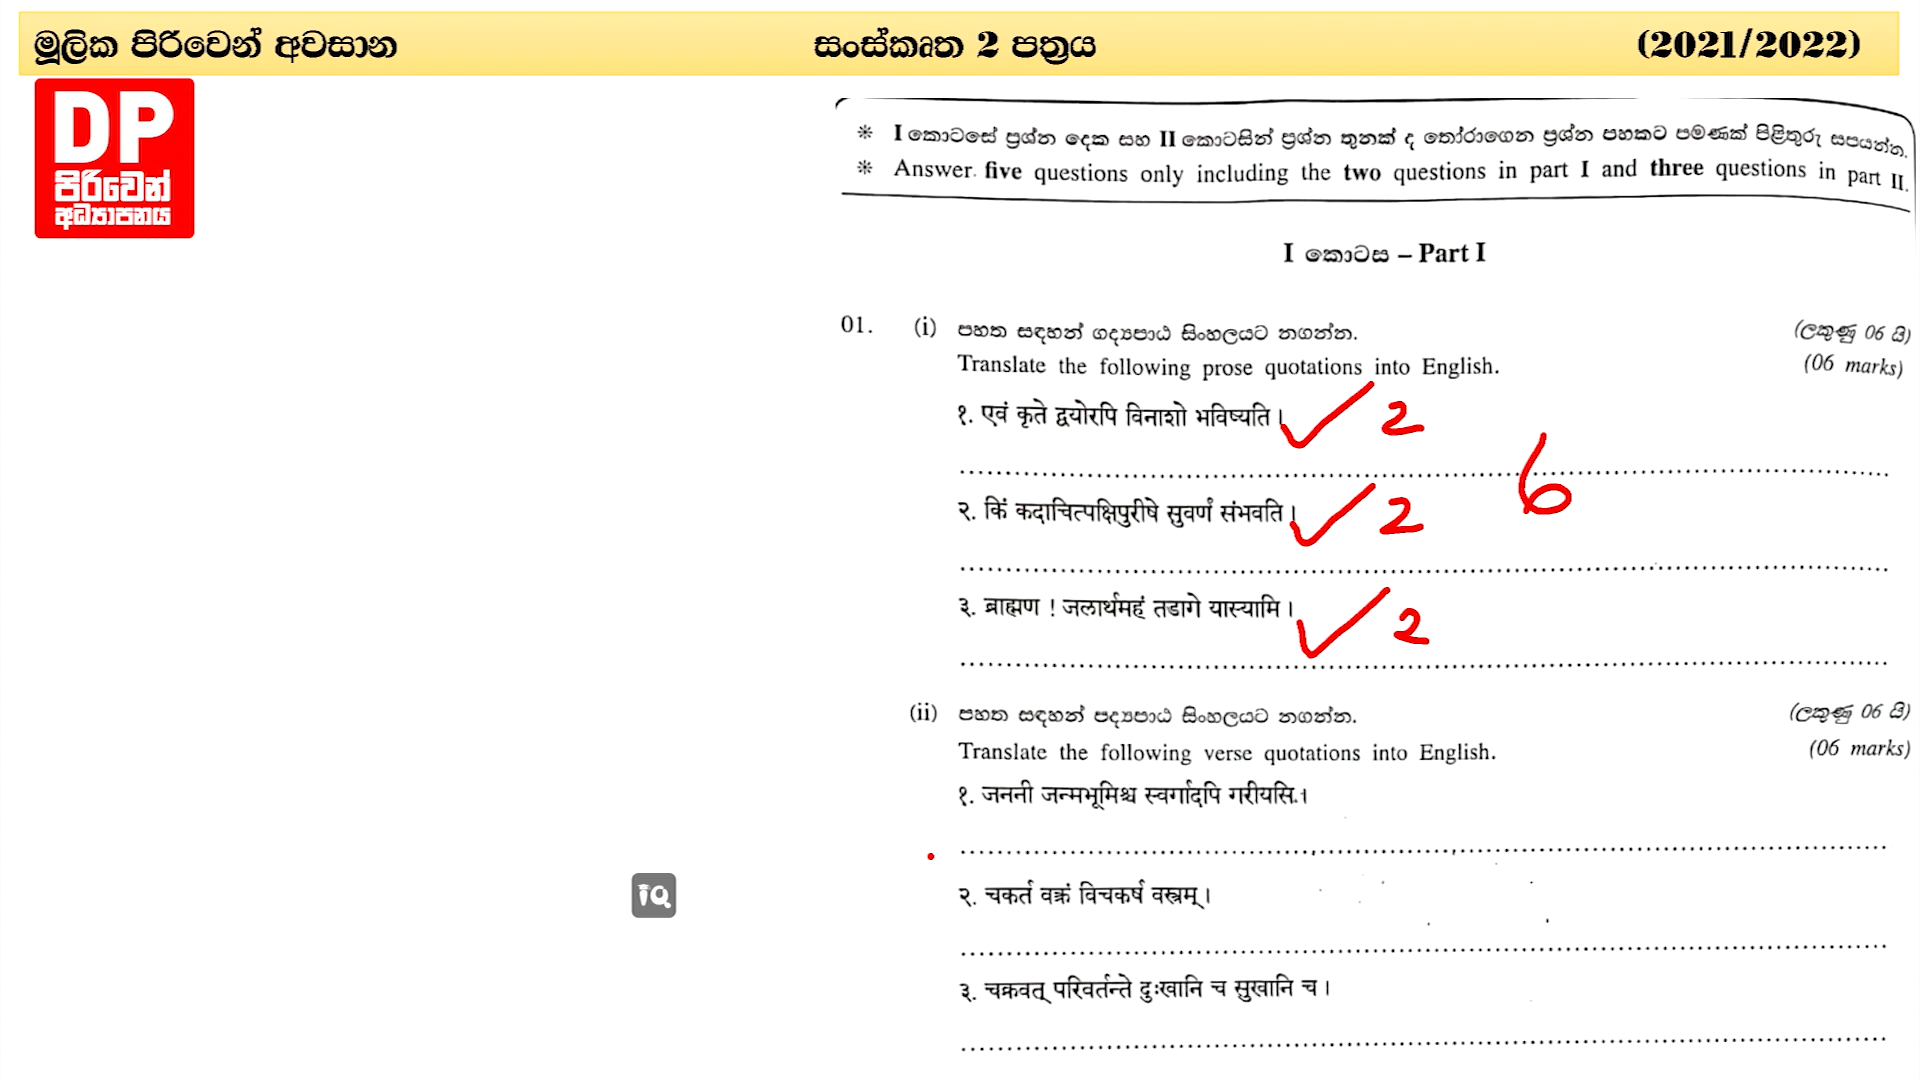 මූලික පිරිවෙන් අවසාන සංස්කෘත 2 පත්‍රය (2021/2022)
DP
පිරිවෙන්
අධ්‍යාපනය
※ I කොටසේ ප්‍රශ්න දෙක සහ II කොටසින් ප්‍රශ්න තුනක් ද තෝරාගෙන ප්‍රශ්න පහකට පමණක් පිළිතුරු සපයන්න.
※ Answer five questions only including the two questions in part I and three questions in part II.
I කොටස – Part I
01. (i) පහත සඳහන් ගද්‍යපාඨ සිංහලයට නගන්න. (ලකුණු 06 යි)
Translate the following prose quotations into English. (06 marks)
१. एवं कृते द्वयोरपि विनाशो भविष्यति। 2
6
२. किं कदाचित्पक्षिपुरीषे सुवर्णं संभवति। 2
३. ब्राह्मण ! जलार्थमहं तडागे यास्यामि। 2
(ii) පහත සඳහන් පද්‍යපාඨ සිංහලයට නගන්න. (ලකුණු 06 යි)
Translate the following verse quotations into English. (06 marks)
१. जननी जन्मभूमिश्च स्वर्गादपि गरीयसि।
iQ
२. चकर्त वक्त्रं विचकर्ष वस्त्रम्।
३. चक्रवत् परिवर्तन्ते दुःखानि च सुखानि च।